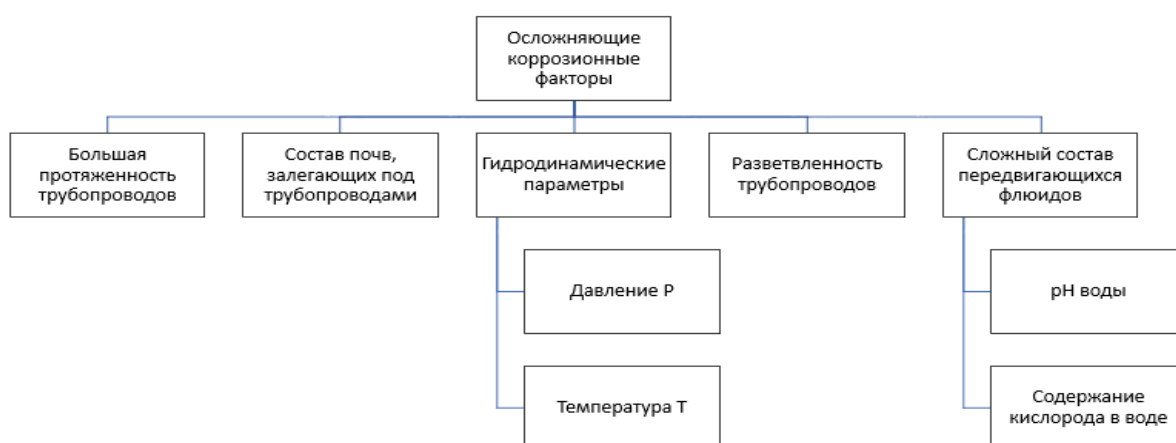 Осложняющие
коррозионные
факторы
Большая
протяженность
трубопроводов
Состав почв,
залегающих под
трубопроводами
Гидродинамические
параметры
Разветвленность
трубопроводов
Сложный состав
передвигающихся
флюидов
Давление P
pH воды
Температура T
Содержание
кислорода в воде